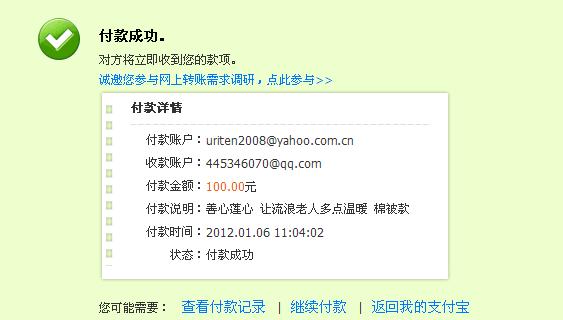 付款成功。
对方将立即收到您的款项。
诚邀您参与网上转账需求调研，点此参与>>
付款详情
付款账户：uriten2008@yahoo.com.cn
收款账户：445346070@qq.com
付款金额：100.00元
付款说明：善心莲心 让流浪老人多点温暖 棉被款
付款时间：2012.01.06 11:04:02
状态：付款成功
您可能需要： 查看付款记录 | 继续付款 | 返回我的支付宝